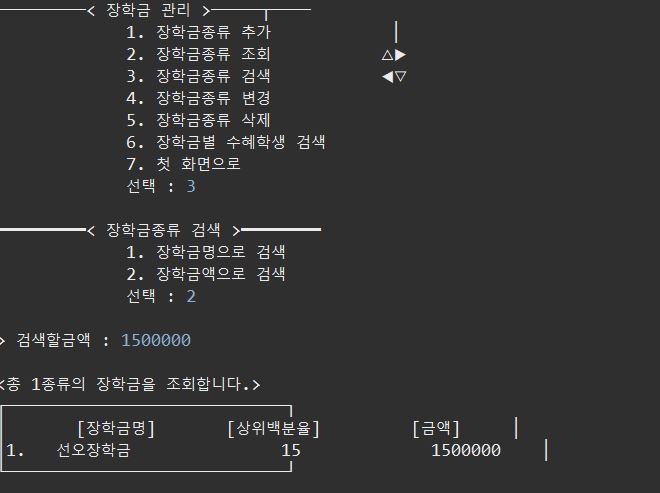 < 장학금 관리 >
1. 장학금종류 추가
2. 장학금종류 조회
3. 장학금종류 검색
4. 장학금종류 변경
5. 장학금종류 삭제
6. 장학금별 수혜학생 검색
7. 첫 화면으로
선택 : 3
< 장학금종류 검색 >
1. 장학금명으로 검색
2. 장학금액으로 검색
선택 : 2
> 검색할금액 : 1500000
<총 1종류의 장학금을 조회합니다.>
[장학금명] [상위백분율] [금액]
1. 선오장학금 15 1500000